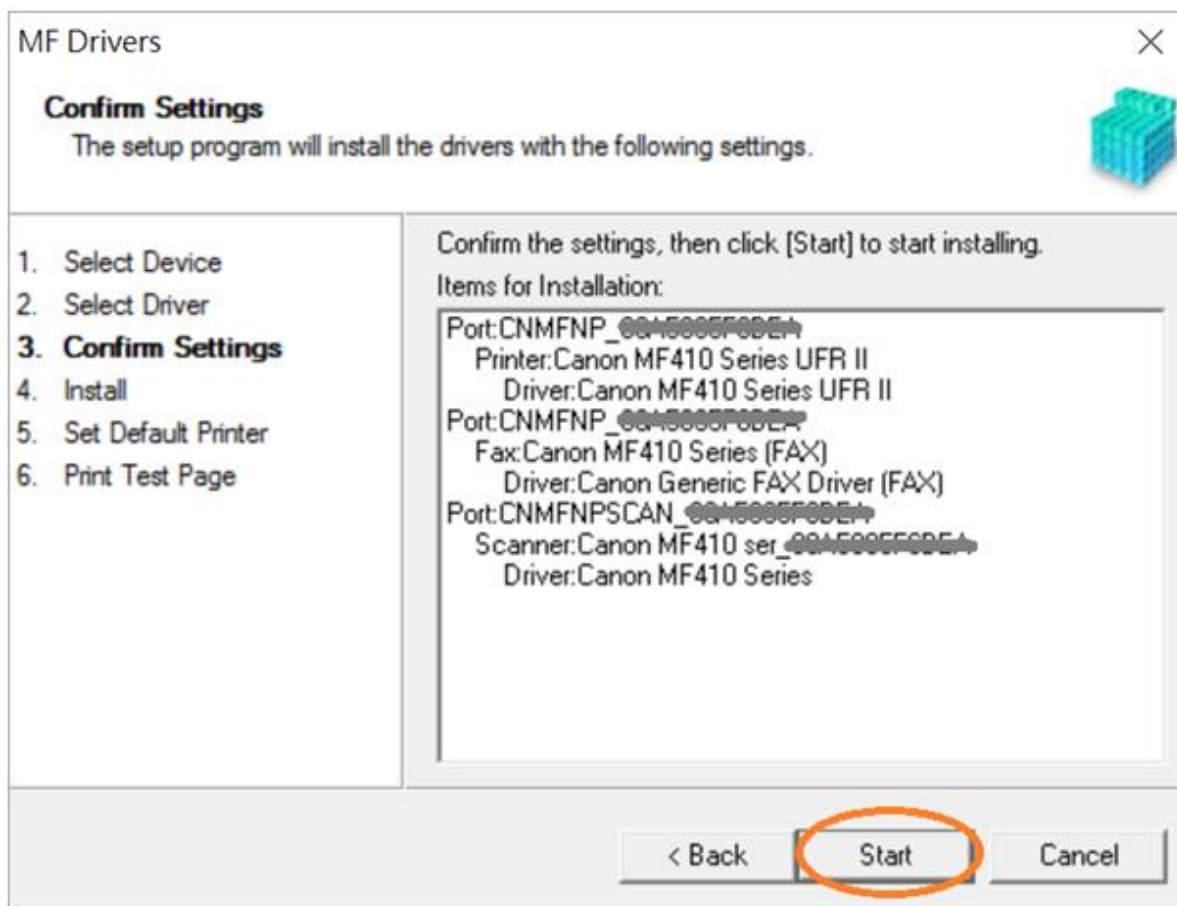 MF Drivers
Confirm Settings
The setup program will install the drivers with the following settings.
1. Select Device
2. Select Driver
3. Confirm Settings
4. Install
5. Set Default Printer
6. Print Test Page
Confirm the settings, then click [Start] to start installing.
Items for Installation:
Port:CNMFNP_
Printer:Canon MF410 Series UFR II
Driver:Canon MF410 Series UFR II
Port:CNMFNP_
Fax:Canon MF410 Series (FAX)
Driver:Canon Generic FAX Driver (FAX)
Port:CNMFNPSCAN_
Scanner:Canon MF410 ser_
Driver:Canon MF410 Series
< Back
Start
Cancel